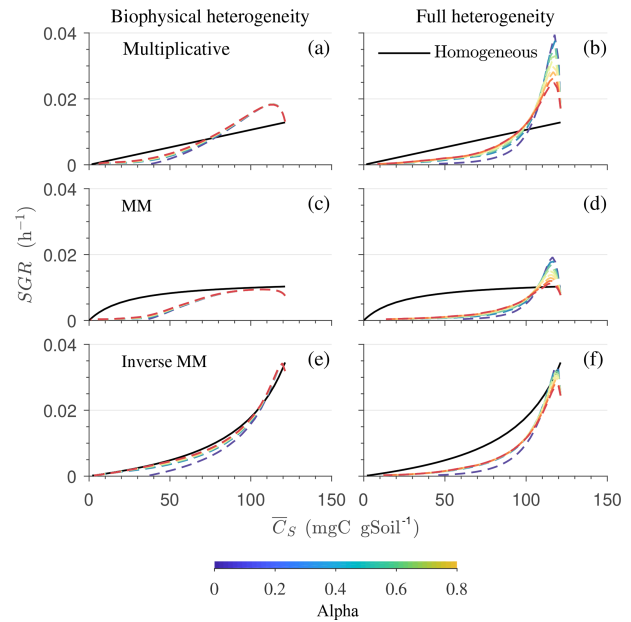 Biophysical heterogeneity Full heterogeneity
0.04 Multiplicative (a) (b) Homogeneous
0.02
0
0.04 MM (c) (d)
SGR (h⁻¹)
0.02
0
0.04 Inverse MM (e) (f)
0.02
0
0 50 100 150 0 50 100 150
C̅_S (mgC gSoil⁻¹)
0 0.2 0.4 0.6 0.8
Alpha